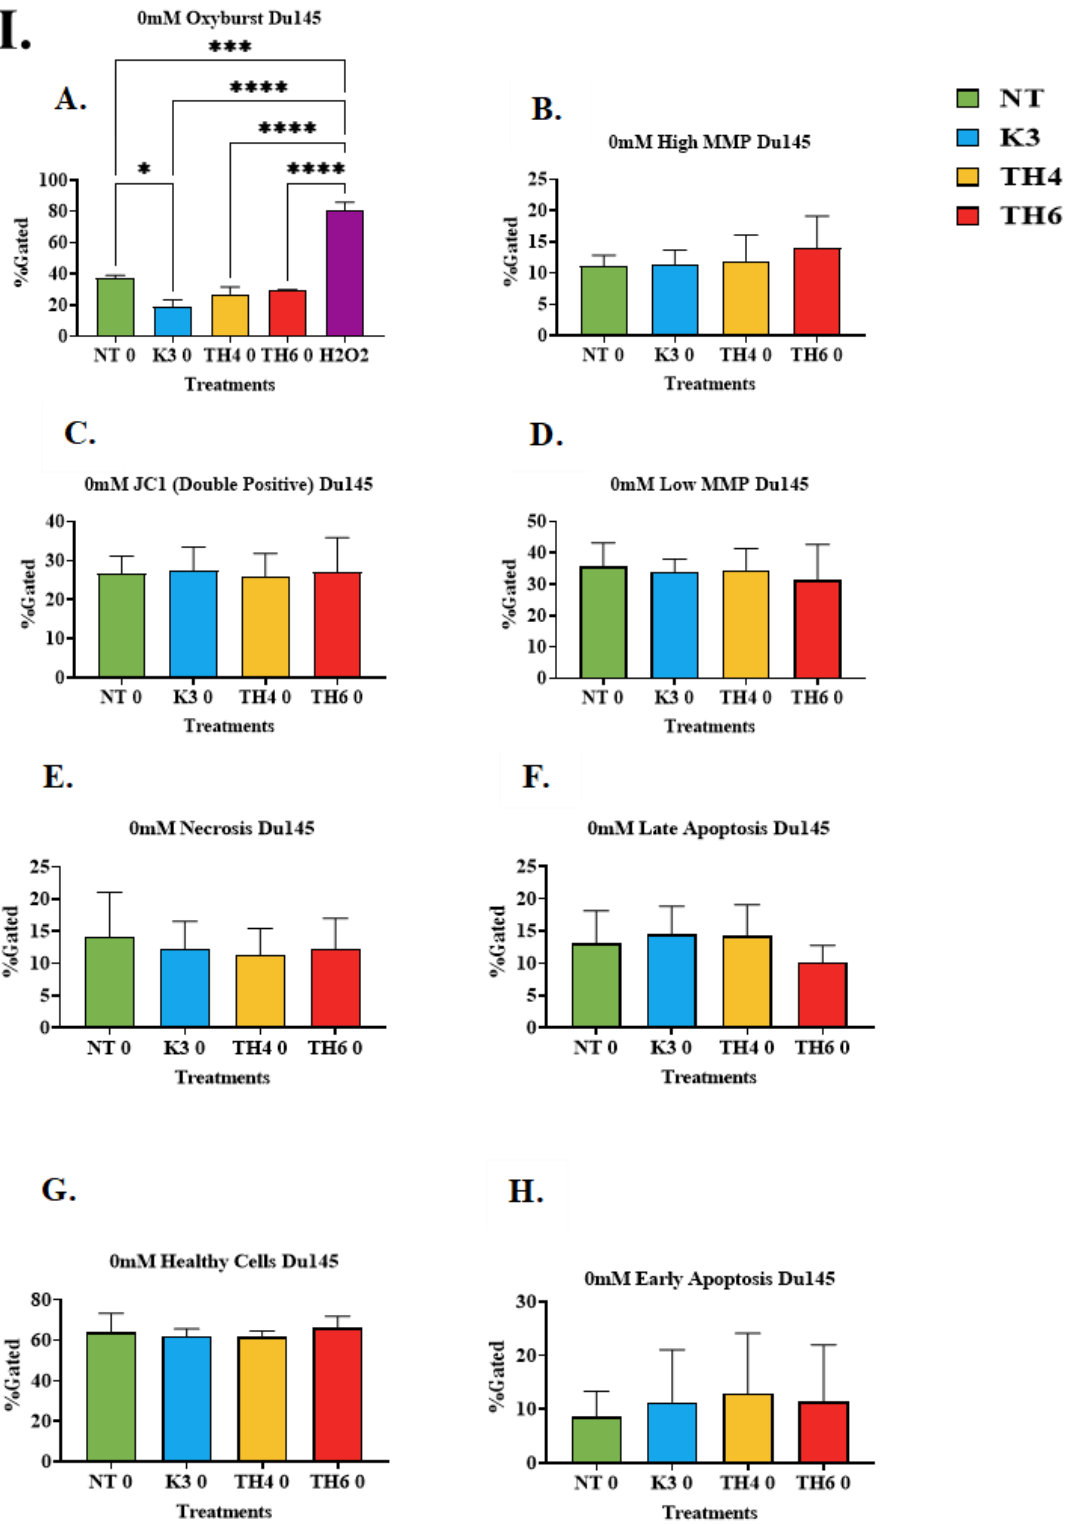 I.
0mM Oxyburst Du145
***
****
****
****
*
A.
%Gated
100
80
60
40
20
0
NT 0 K3 0 TH4 0 TH6 0 H2O2
Treatments
B.
0mM High MMP Du145
%Gated
25
20
15
10
5
0
NT 0 K3 0 TH4 0 TH6 0
Treatments
NT
K3
TH4
TH6
C.
0mM JC1 (Double Positive) Du145
%Gated
40
30
20
10
0
NT 0 K3 0 TH4 0 TH6 0
Treatments
D.
0mM Low MMP Du145
%Gated
50
40
30
20
10
0
NT 0 K3 0 TH4 0 TH6 0
Treatments
E.
0mM Necrosis Du145
%Gated
25
20
15
10
5
0
NT 0 K3 0 TH4 0 TH6 0
Treatments
F.
0mM Late Apoptosis Du145
%Gated
25
20
15
10
5
0
NT 0 K3 0 TH4 0 TH6 0
Treatments
G.
0mM Healthy Cells Du145
%Gated
80
60
40
20
0
NT 0 K3 0 TH4 0 TH6 0
Treatments
H.
0mM Early Apoptosis Du145
%Gated
30
20
10
0
NT 0 K3 0 TH4 0 TH6 0
Treatments